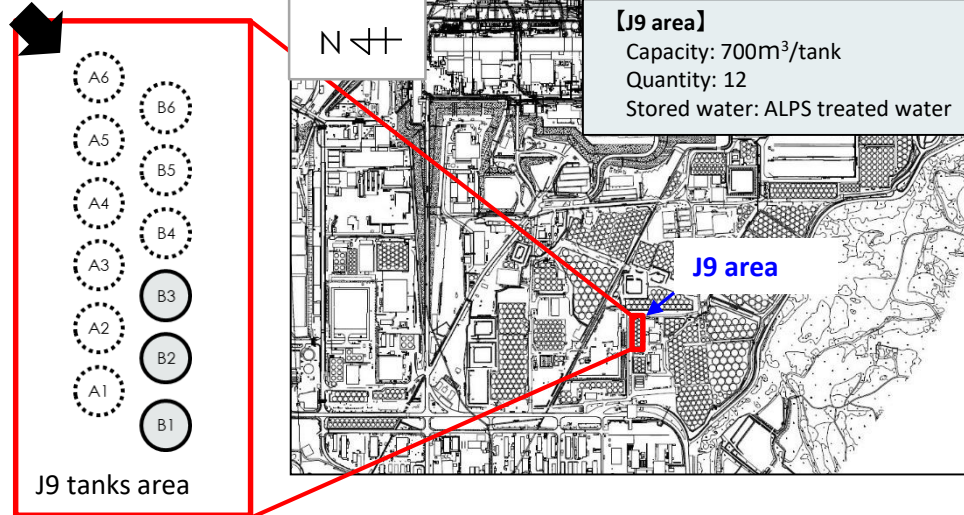 N
【J9 area】
Capacity: 700m³/tank
Quantity: 12
Stored water: ALPS treated water
A6
B6
A5
B5
A4
B4
A3
B3
A2
B2
A1
B1
J9 tanks area
J9 area